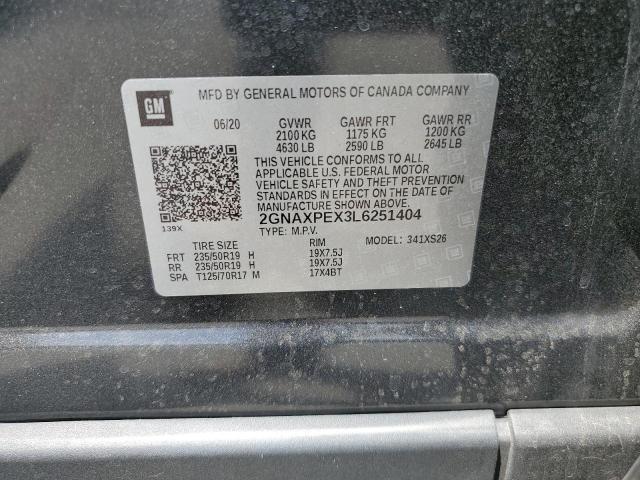 GM
MFD BY GENERAL MOTORS OF CANADA COMPANY
06/20 GVWR GAWR FRT GAWR RR
2100 KG 1175 KG 1200 KG
4630 LB 2590 LB 2645 LB
THIS VEHICLE CONFORMS TO ALL
APPLICABLE U.S. FEDERAL MOTOR
VEHICLE SAFETY AND THEFT PREVENTION
STANDARDS IN EFFECT ON THE DATE OF
MANUFACTURE SHOWN ABOVE.
2GNAXPEX3L6251404
139X TYPE: M.P.V.
TIRE SIZE RIM MODEL: 341XS26
FRT 235/50R19 H 19X7.5J
RR 235/50R19 H 19X7.5J
SPA T125/70R17 M 17X4BT